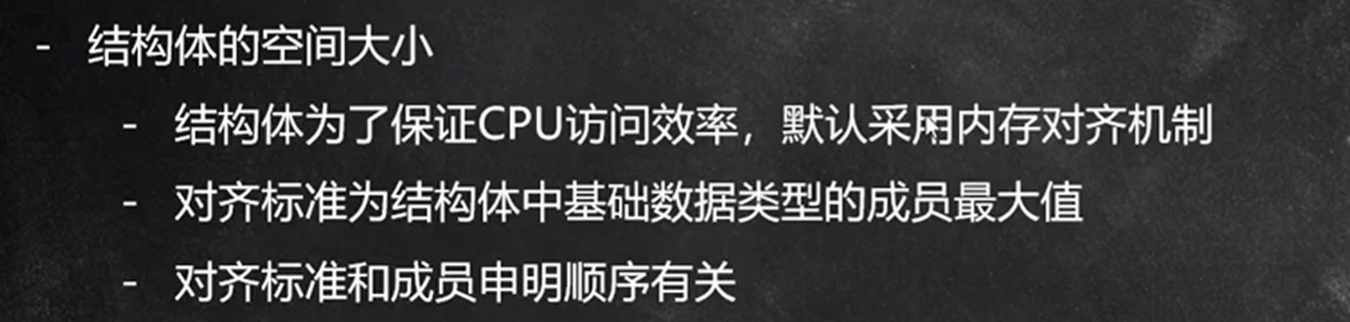 - 结构体的空间大小
- 结构体为了保证CPU访问效率，默认采用内存对齐机制
- 对齐标准为结构体中基础数据类型的成员最大值
- 对齐标准和成员申明顺序有关